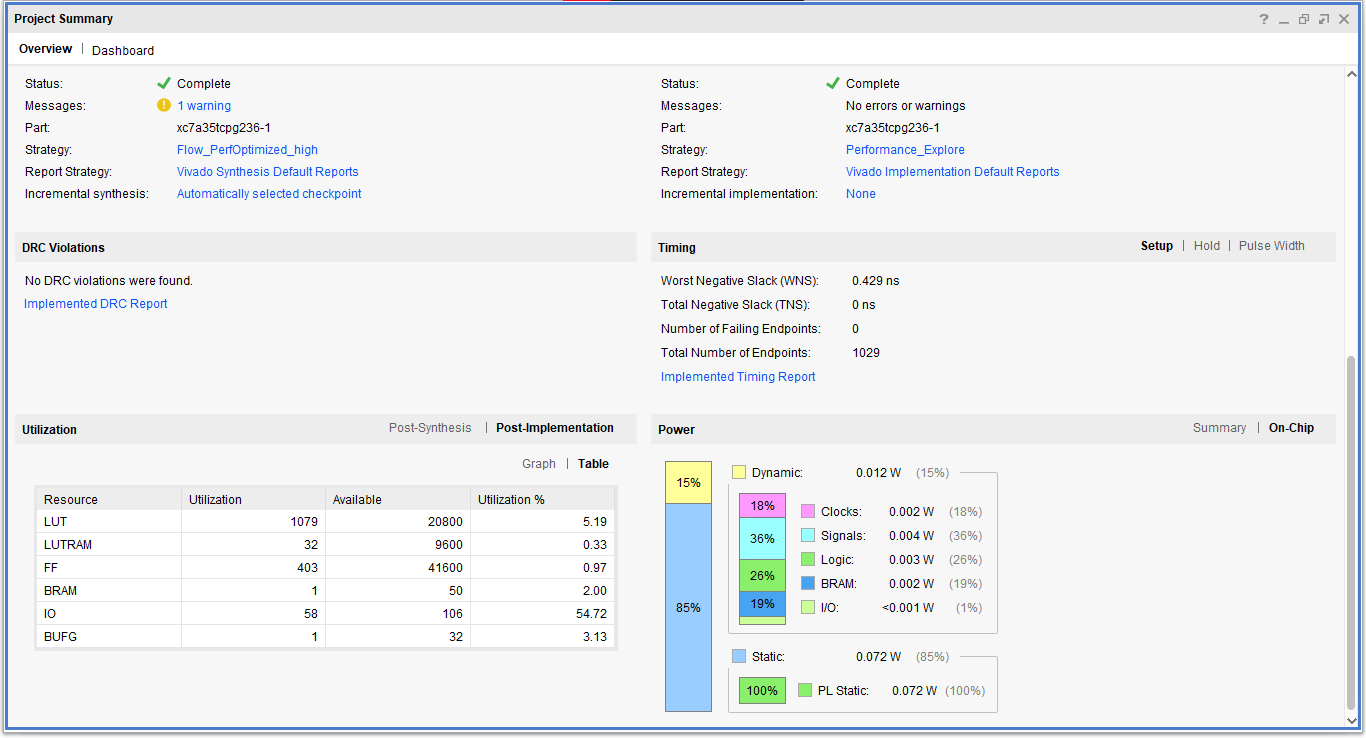 Project Summary
Overview | Dashboard
Status: Complete
Messages: 1 warning
Part: xc7a35tcpg236-1
Strategy: Flow_PerfOptimized_high
Report Strategy: Vivado Synthesis Default Reports
Incremental synthesis: Automatically selected checkpoint
Status: Complete
Messages: No errors or warnings
Part: xc7a35tcpg236-1
Strategy: Performance_Explore
Report Strategy: Vivado Implementation Default Reports
Incremental implementation: None
DRC Violations
No DRC violations were found.
Implemented DRC Report
Timing Setup | Hold | Pulse Width
Worst Negative Slack (WNS): 0.429 ns
Total Negative Slack (TNS): 0 ns
Number of Failing Endpoints: 0
Total Number of Endpoints: 1029
Implemented Timing Report
Utilization Post-Synthesis | Post-Implementation
Graph | Table
Resource Utilization Available Utilization %
LUT 1079 20800 5.19
LUTRAM 32 9600 0.33
FF 403 41600 0.97
BRAM 1 50 2.00
IO 58 106 54.72
BUFG 1 32 3.13
Power Summary | On-Chip
15%
85%
Dynamic: 0.012 W (15%)
18% Clocks: 0.002 W (18%)
36% Signals: 0.004 W (36%)
26% Logic: 0.003 W (26%)
19% BRAM: 0.002 W (19%)
I/O: <0.001 W (1%)
Static: 0.072 W (85%)
100% PL Static: 0.072 W (100%)